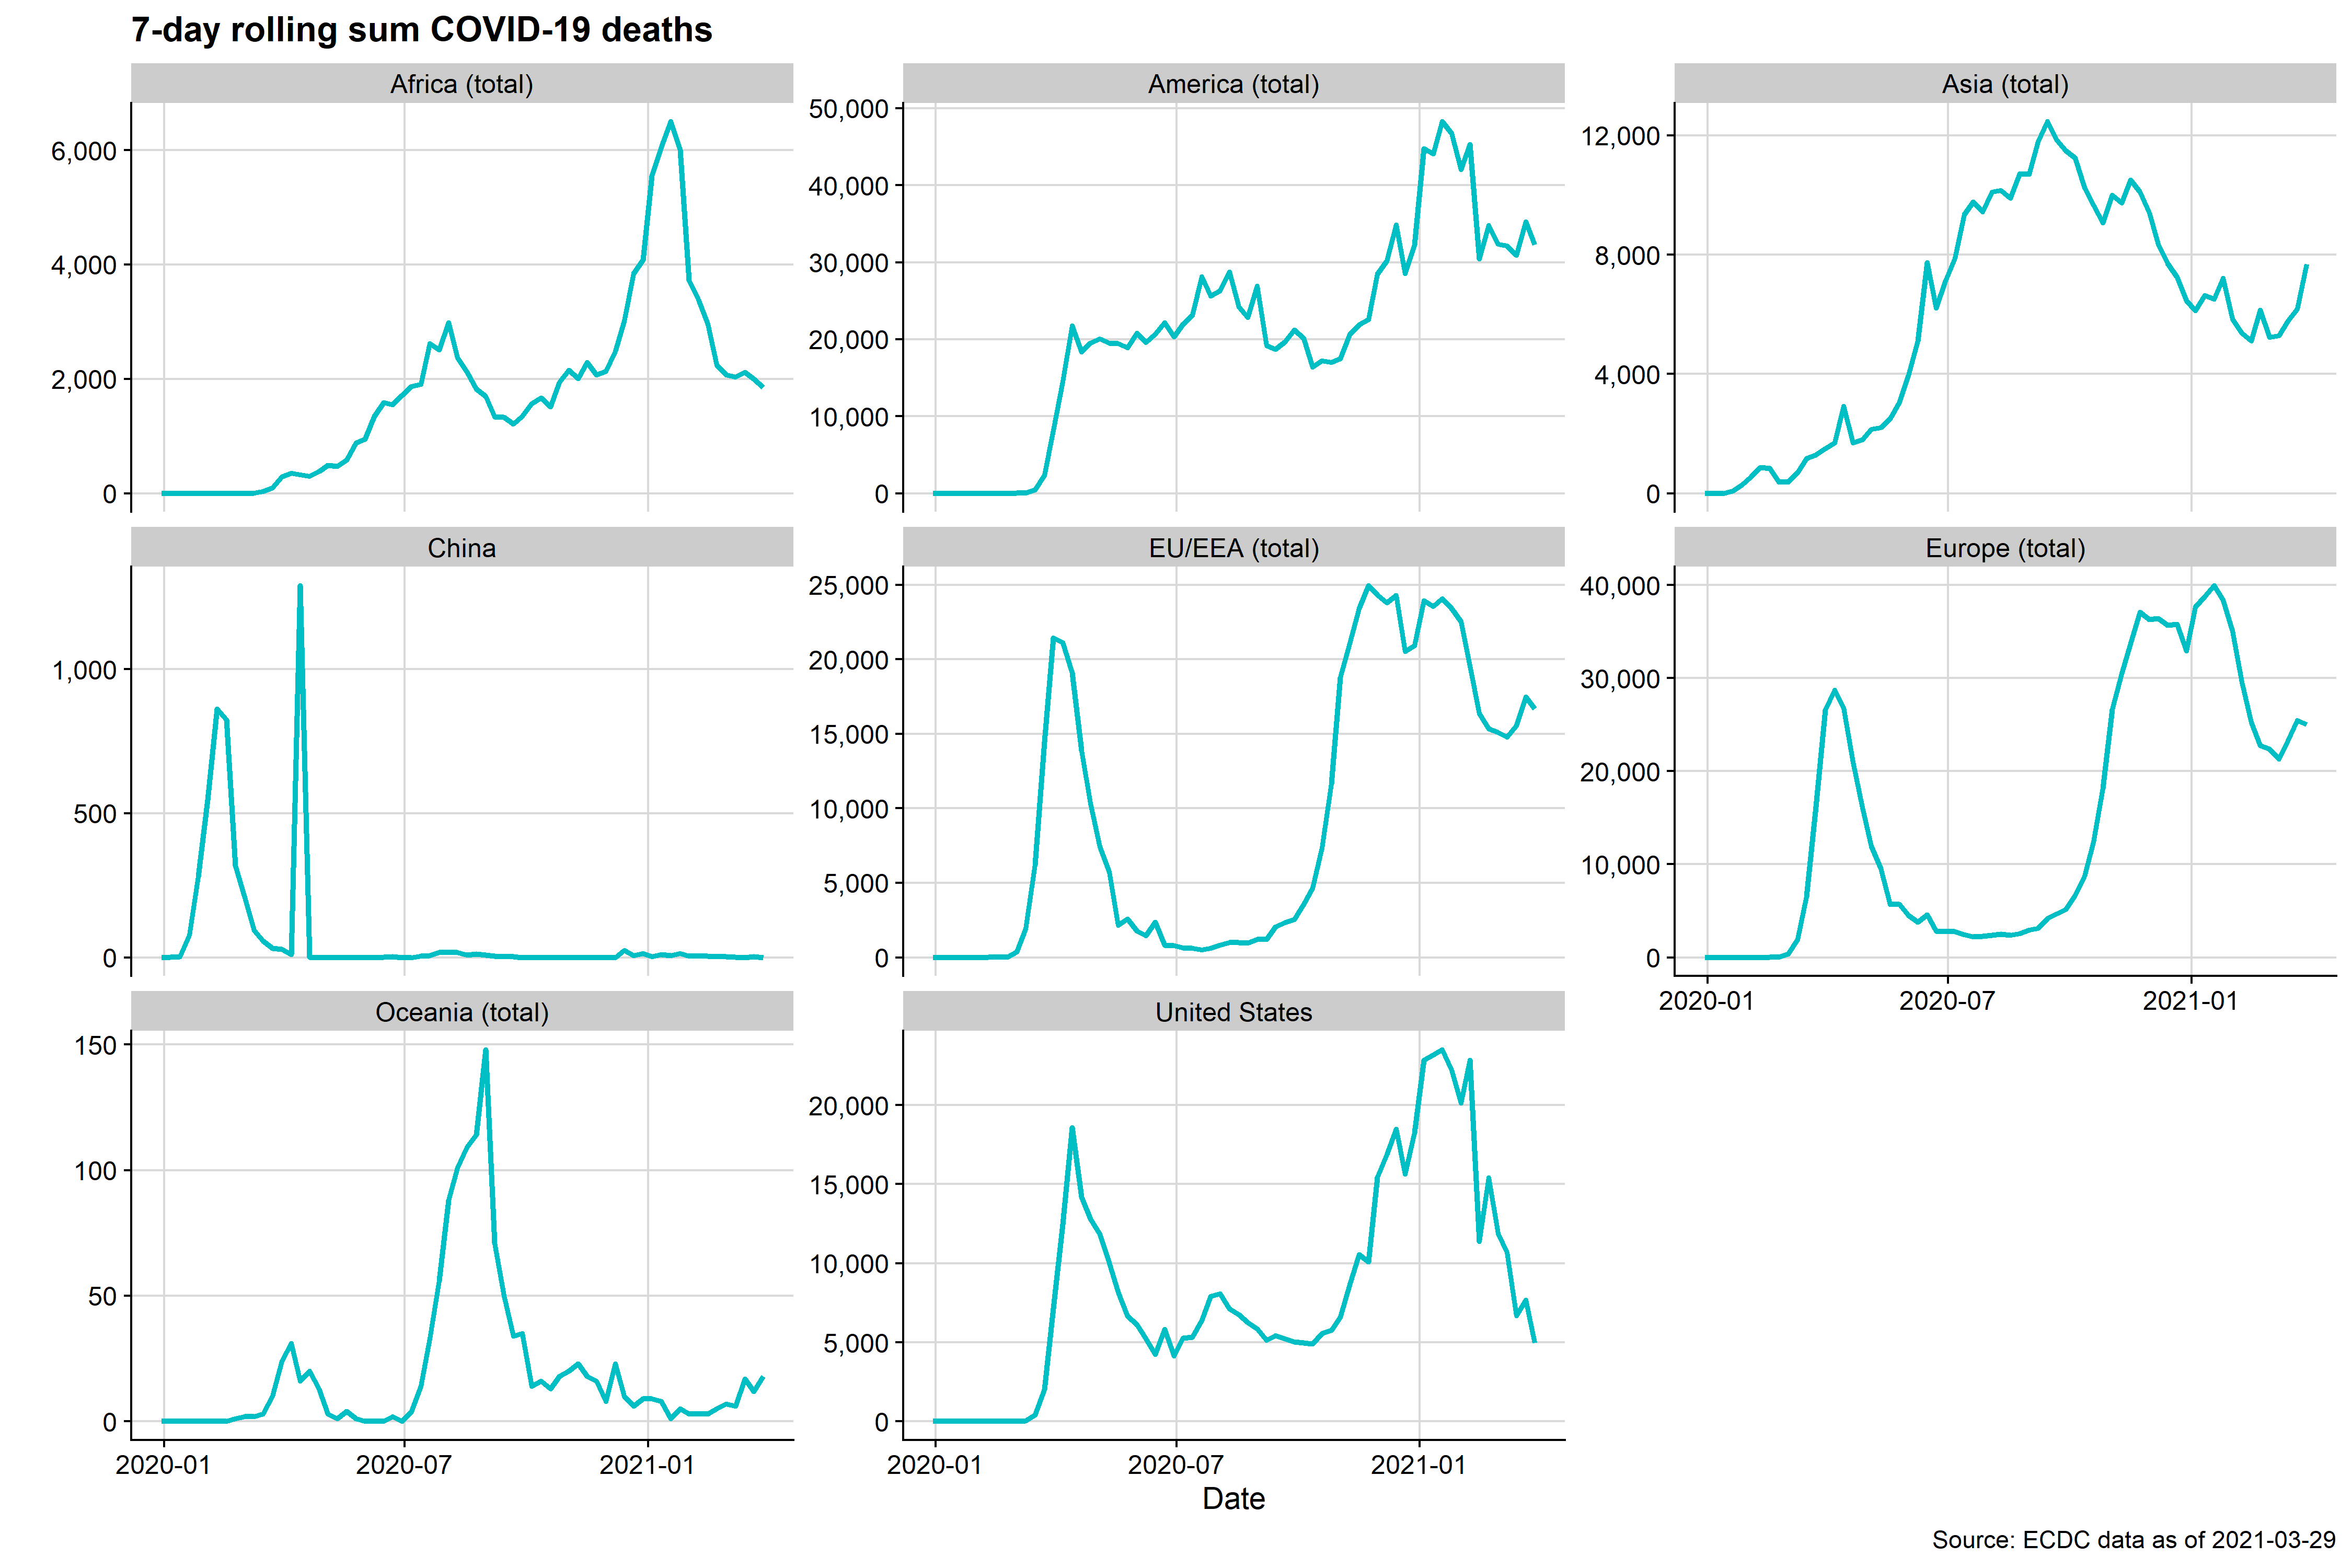 7-day rolling sum COVID-19 deaths
Africa (total)
6,000
4,000
2,000
0
America (total)
50,000
40,000
30,000
20,000
10,000
0
Asia (total)
12,000
8,000
4,000
0
China
1,000
500
0
EU/EEA (total)
25,000
20,000
15,000
10,000
5,000
0
Europe (total)
40,000
30,000
20,000
10,000
0
2020-01 2020-07 2021-01
Oceania (total)
150
100
50
0
2020-01 2020-07 2021-01
United States
20,000
15,000
10,000
5,000
0
2020-01 2020-07 2021-01
Date
Source: ECDC data as of 2021-03-29